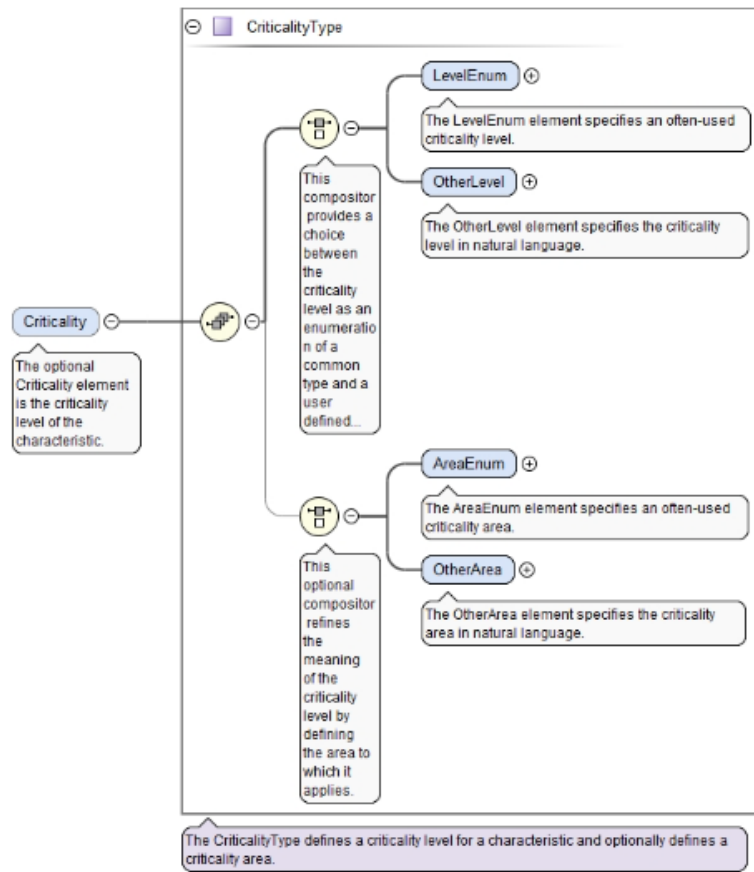 CriticalityType
LevelEnum
The LevelEnum element specifies an often-used
criticality level.
OtherLevel
The OtherLevel element specifies the criticality
level in natural language.
This
compositor
provides a
choice
between
the
criticality
level as an
enumeratio
n of a
common
type and a
user
defined...
Criticality
The optional
Criticality element
is the criticality
level of the
characteristic.
AreaEnum
The AreaEnum element specifies an often-used
criticality area.
OtherArea
The OtherArea element specifies the criticality
area in natural language.
This
optional
compositor
refines
the
meaning
of the
criticality
level by
defining
the area to
which it
applies.
The CriticalityType defines a criticality level for a characteristic and optionally defines a
criticality area.